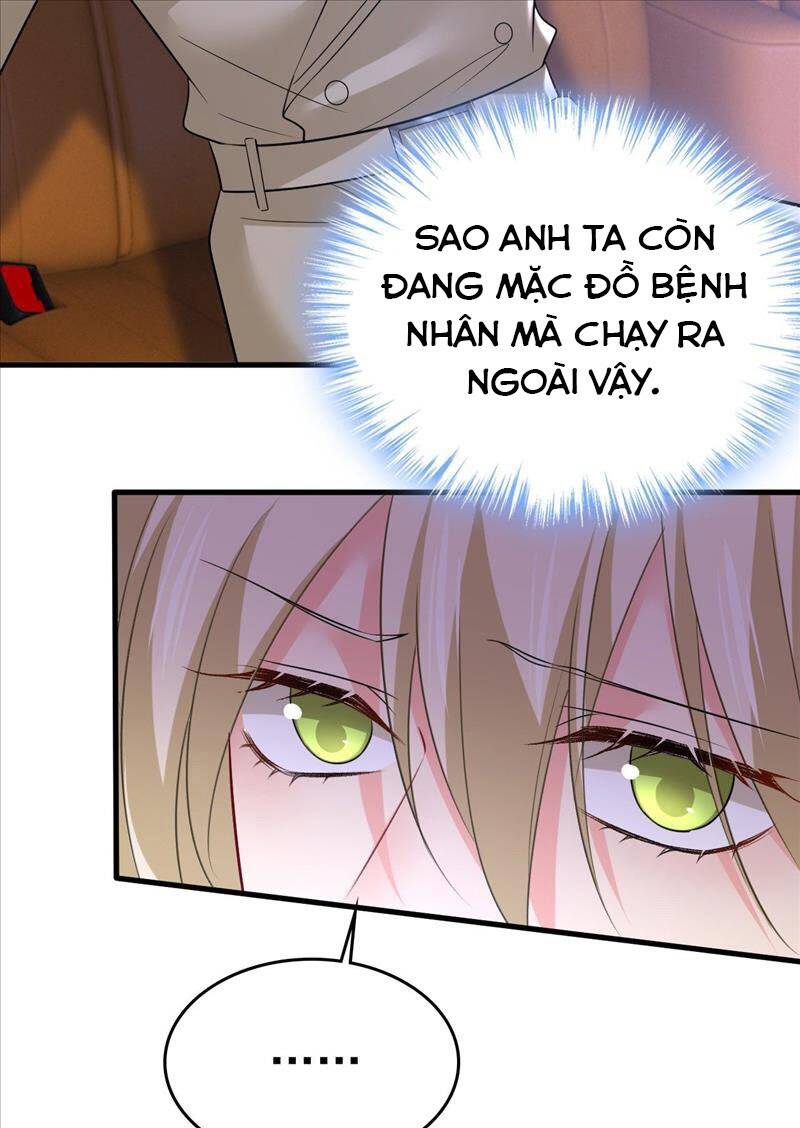 SAO ANH TA CÒN
ĐANG MẶC ĐỒ BỆNH
NHÂN MÀ CHẠY RA
NGOÀI VẬY.
......